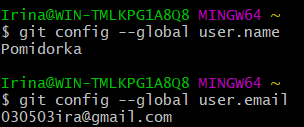 Irina@WIN-TMLKPG1A8Q8 MINGW64 ~
$ git config --global user.name
Pomidorka
Irina@WIN-TMLKPG1A8Q8 MINGW64 ~
$ git config --global user.email
030503ira@gmail.com